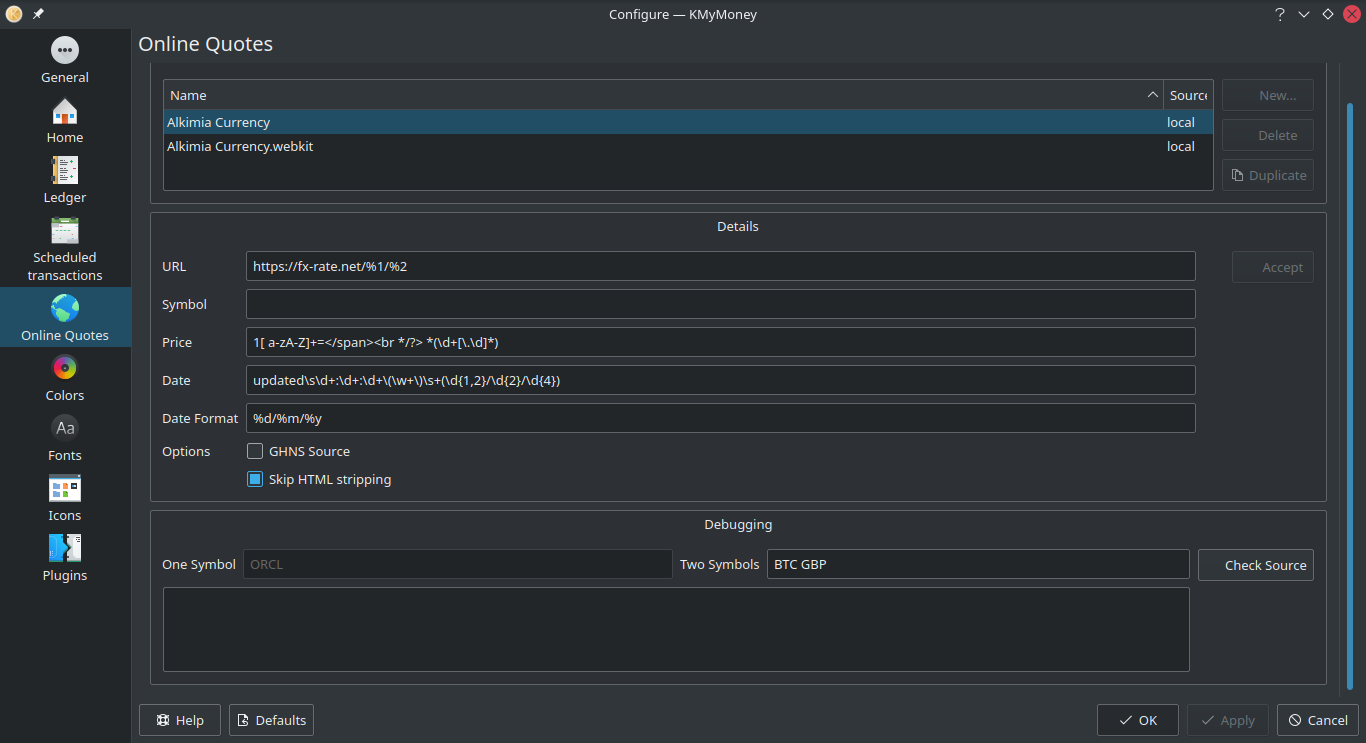 Configure — KMyMoney
General
Home
Ledger
Scheduled
transactions
Online Quotes
Colors
Aa
Fonts
Icons
Plugins
Online Quotes
Name Source
Alkimia Currency local
Alkimia Currency.webkit local
New...
Delete
Duplicate
Details
URL https://fx-rate.net/%1/%2 Accept
Symbol
Price 1[ a-zA-Z]+=</span><br */?> *(\d+[\.\d]*)
Date updated\s\d+:\d+:\d+\(\w+\)\s+(\d{1,2}/\d{2}/\d{4})
Date Format %d/%m/%y
Options GHNS Source
Skip HTML stripping
Debugging
One Symbol ORCL Two Symbols BTC GBP Check Source
Help Defaults OK Apply Cancel